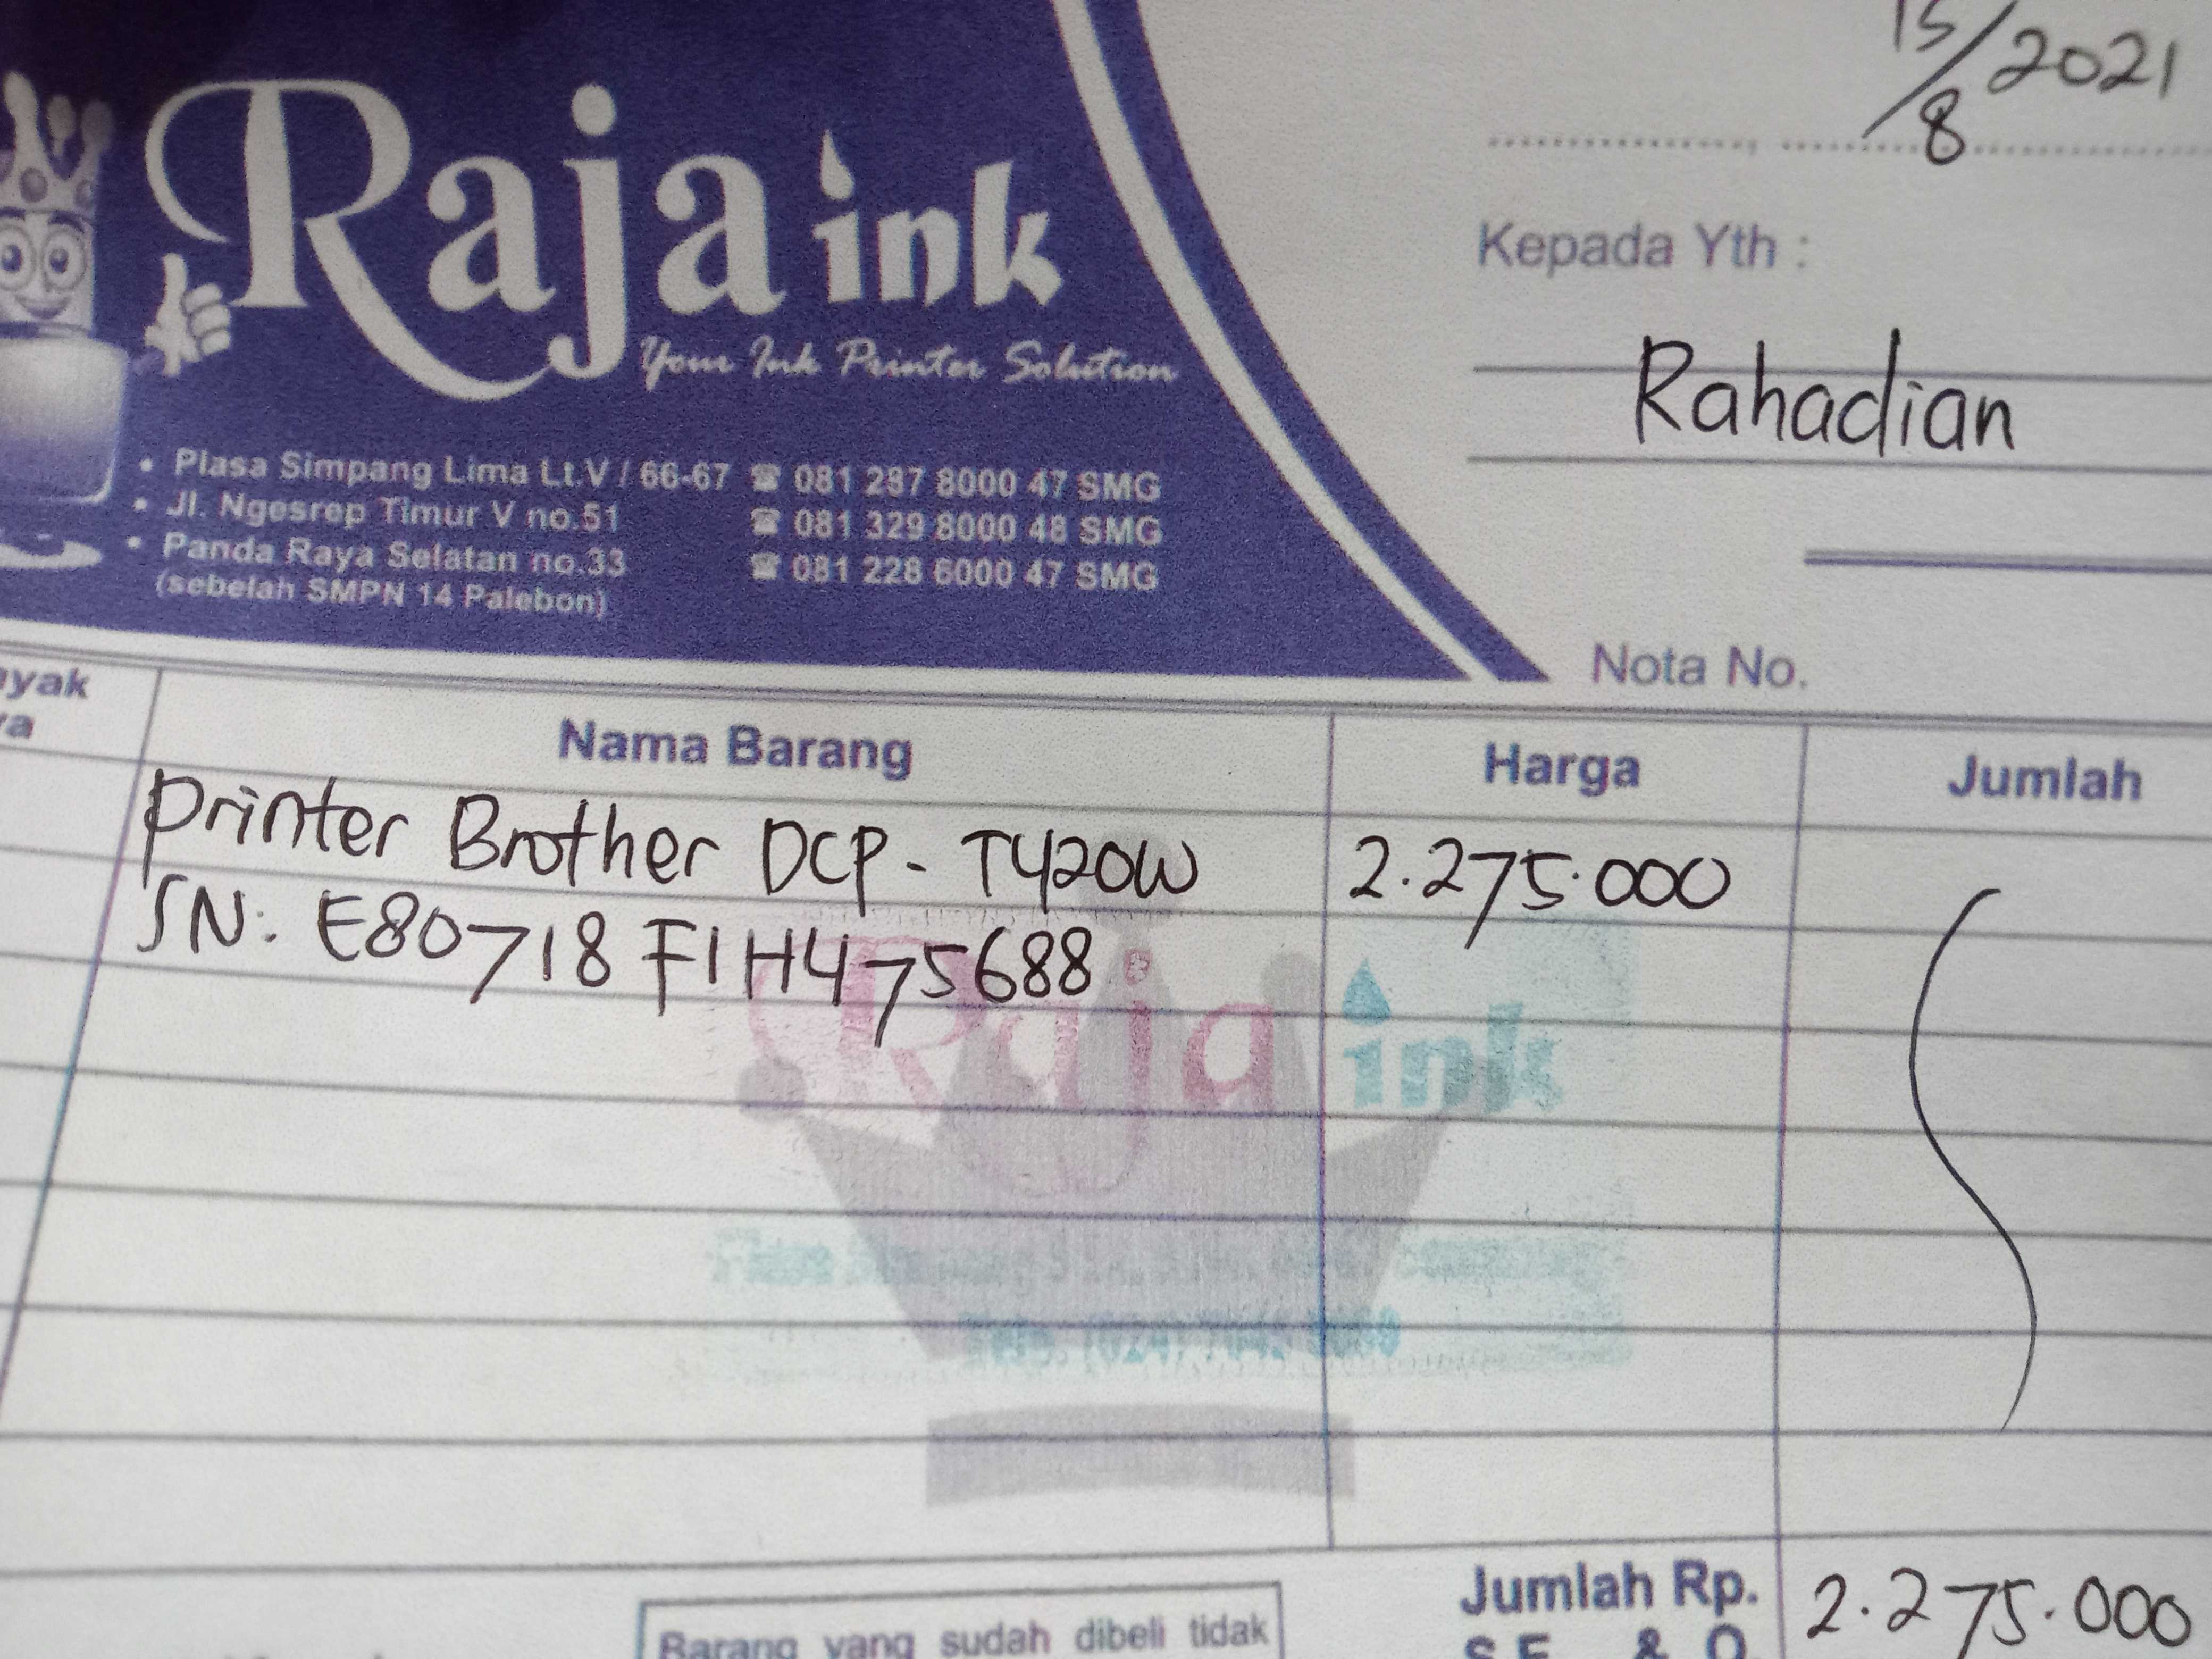 15/8 2021
Raja ink
Your Ink Printer Solution
Kepada Yth :
Rahadian
• Plasa Simpang Lima Lt.V / 66-67 ☎ 081 287 8000 47 SMG
• Jl. Ngesrep Timur V no.51 ☎ 081 329 8000 48 SMG
• Panda Raya Selatan no.33 ☎ 081 228 6000 47 SMG
(sebelah SMPN 14 Palebon)
Nota No.
Nama Barang Harga Jumlah
Printer Brother DCP - T420W 2.275.000
SN: E80718F1H475688
Raja ink
Jumlah Rp. 2.275.000
Barang yang sudah dibeli tidak